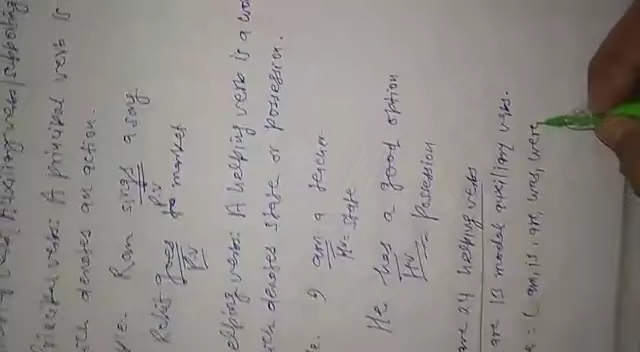 Auxiliary verb/supporting
Principal verb: A principal verb is
which denotes an action.
Ram sings a song
P.V
Rohit goes to market
P.V
Helping verb: A helping verb is a wo
which denotes state or possession.
I am a teacher
H.V = state
He has a good option
H.V = possession
are 24 helping verbs
are 13 modal auxiliary verbs.
= (am, is, are, was, were